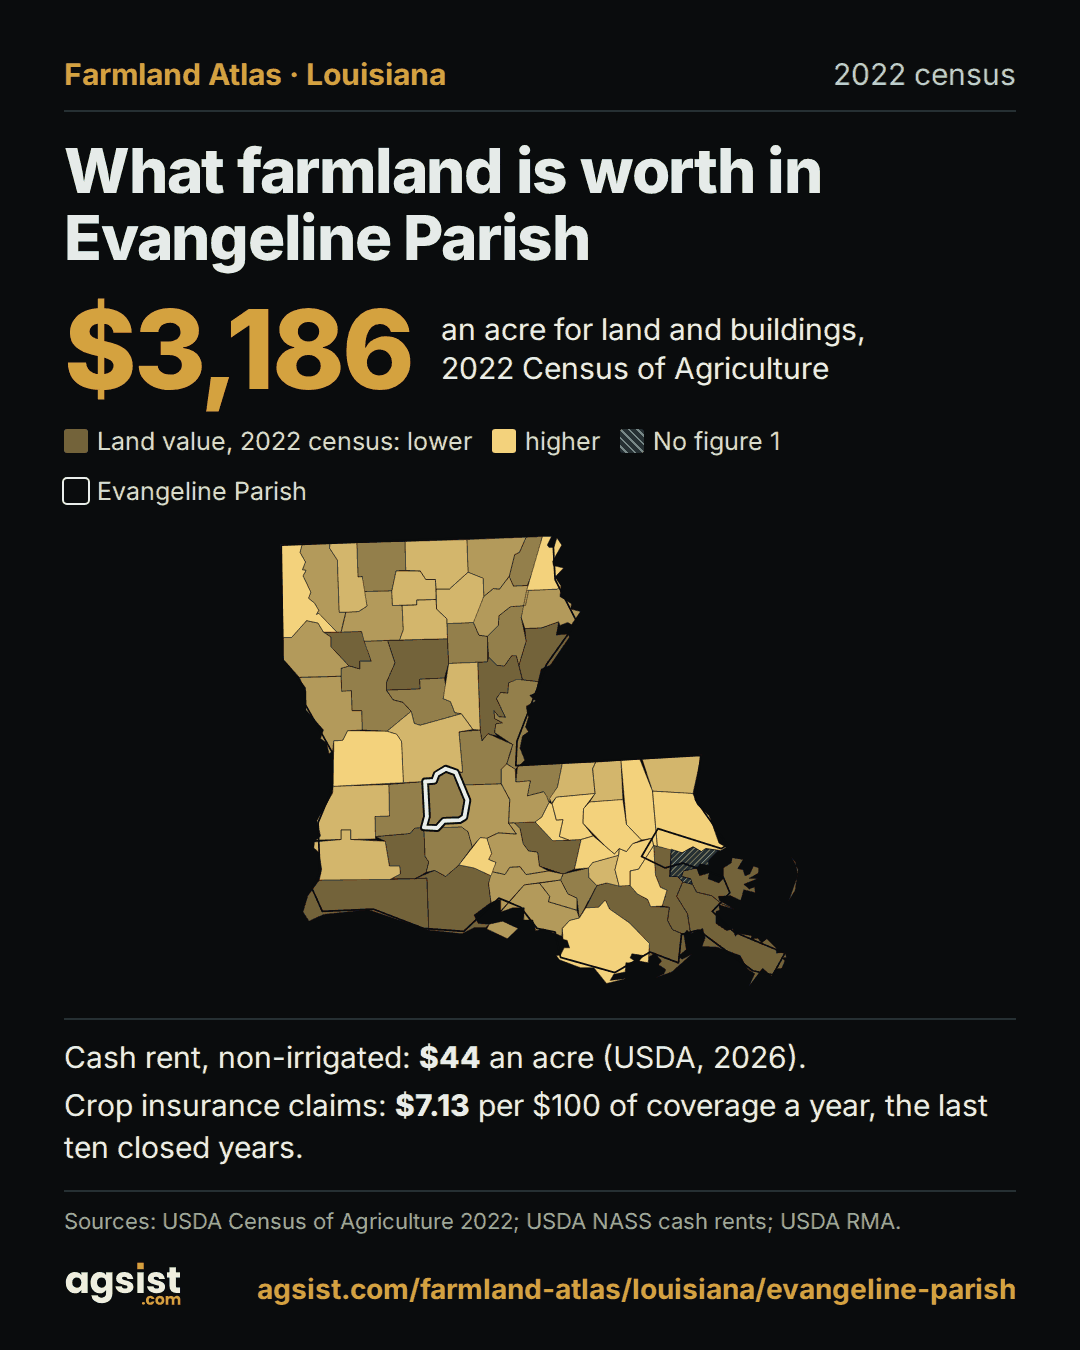 Farmland Atlas · Louisiana
2022 census
What farmland is worth in
Evangeline Parish
$3,186
an acre for land and buildings,
2022 Census of Agriculture
Land value, 2022 census: lower
higher
No figure 1
Evangeline Parish
Cash rent, non-irrigated: $44 an acre (USDA, 2026).
Crop insurance claims: $7.13 per $100 of coverage a year, the last
ten closed years.
Sources: USDA Census of Agriculture 2022; USDA NASS cash rents; USDA RMA.
agsist
.com
agsist.com/farmland-atlas/louisiana/evangeline-parish